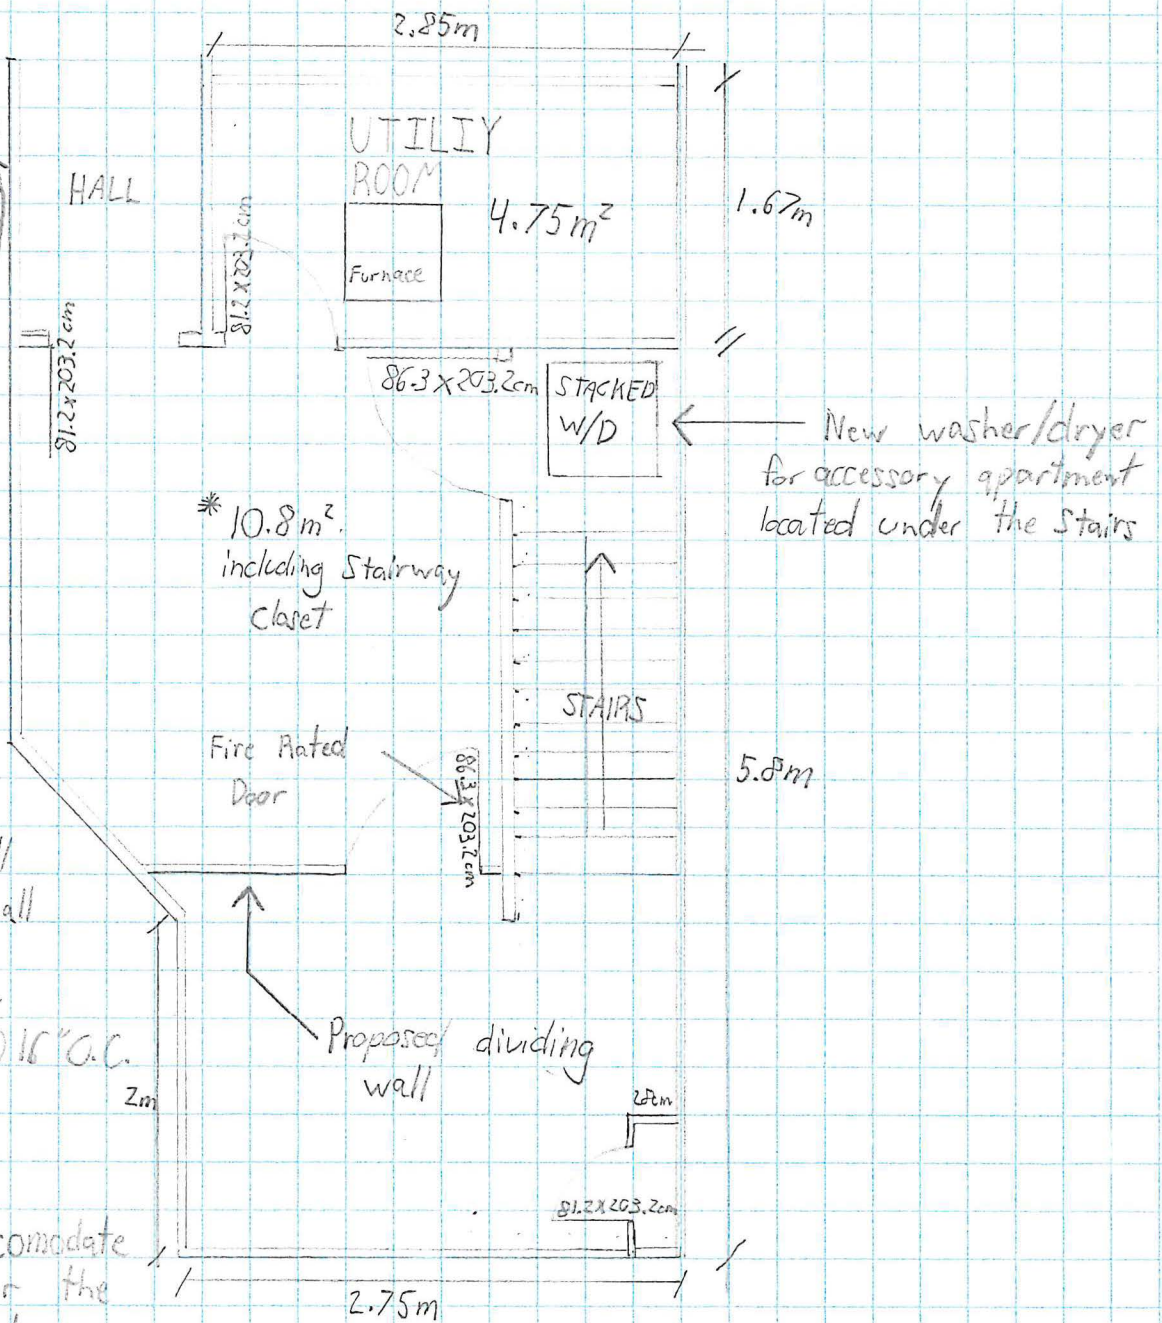 2.85m
UTILIY
ROOM
HALL
4.75m²
1.67m
81.2X203.2cm
Furnace
81.2x203.2cm
86.3X203.2cm
STACKED
W/D
New washer/dryer
for accessory apartment
located under the Stairs
* 10.8m².
including Stairway
Closet
STAIRS
Fire Rated
Door
86.3X203.2cm
5.8m
all
16"O.C.
Proposed dividing
wall
2m
28cm
81.2X203.2cm
comodate
the
2.75m